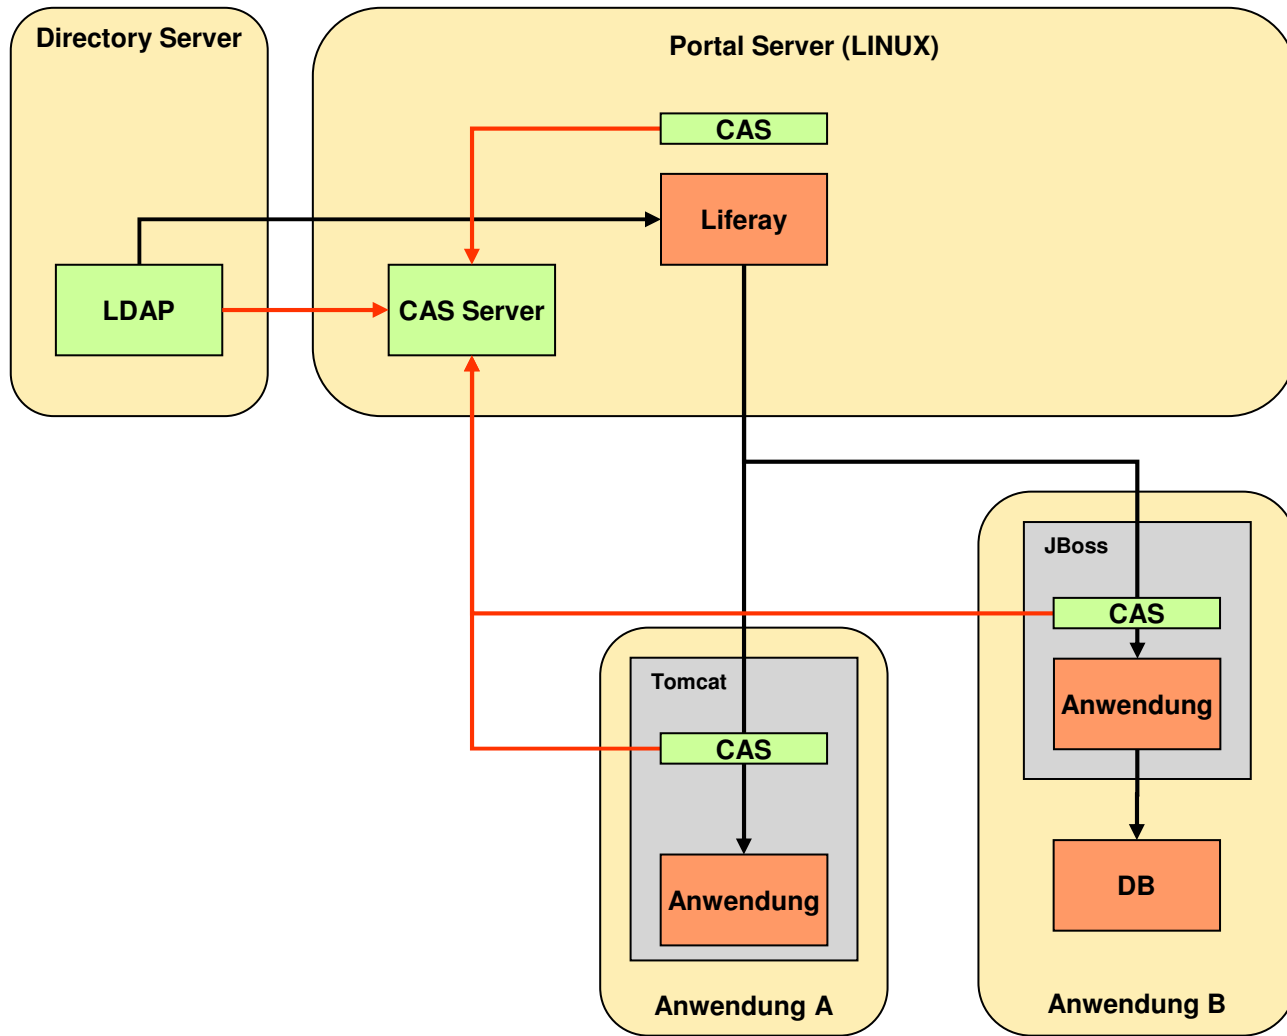 Directory Server
Portal Server (LINUX)
CAS
Liferay
LDAP
CAS Server
JBoss
CAS
Anwendung
DB
Anwendung B
Tomcat
CAS
Anwendung
Anwendung A